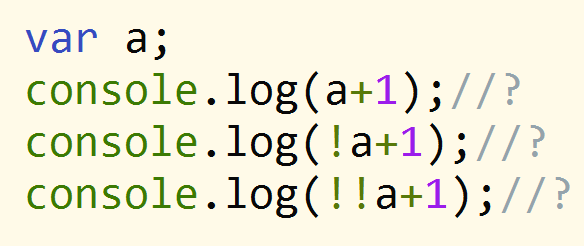 var a;
console.log(a+1);//?
console.log(!a+1);//?
console.log(!!a+1);//?